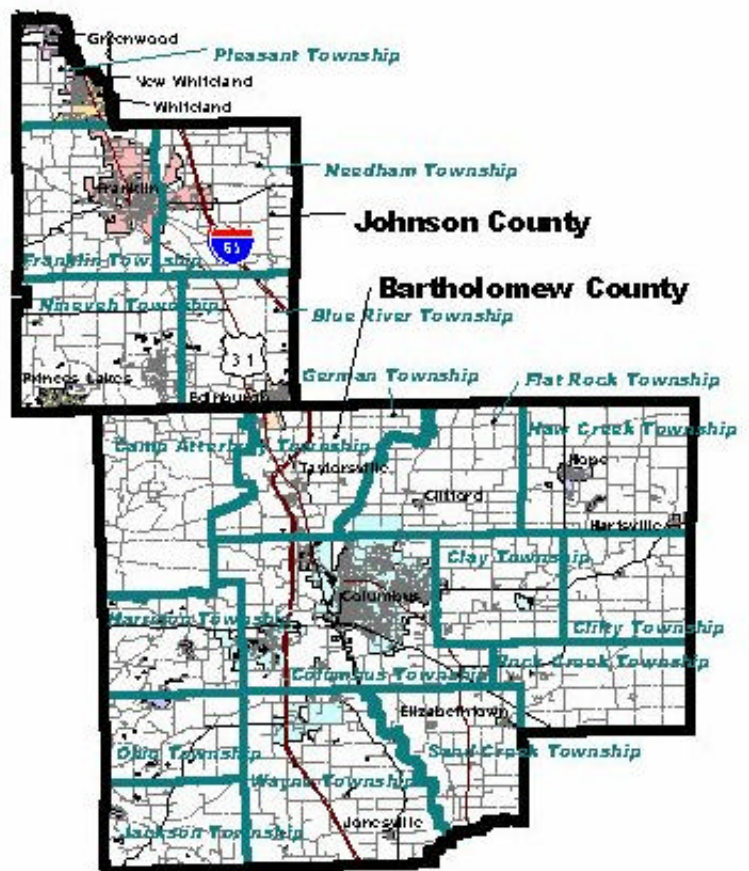 Greenwood
Pleasant Township
New Whiteland
Whiteland
Needham Township
Franklin
Johnson County
65
Franklin Township
Bartholomew County
Nineveh Township
Blue River Township
31
Princes Lakes
German Township
Flat Rock Township
Edinburgh
Haw Creek Township
Camp Atterbury Township
Taylorsville
Hope
Clifford
Hartsville
Clay Township
Columbus
Harrison Township
Clifty Township
Rock Creek Township
Columbus Township
Elizabethtown
Ohio Township
Sand Creek Township
Wayne Township
Jonesville
Jackson Township